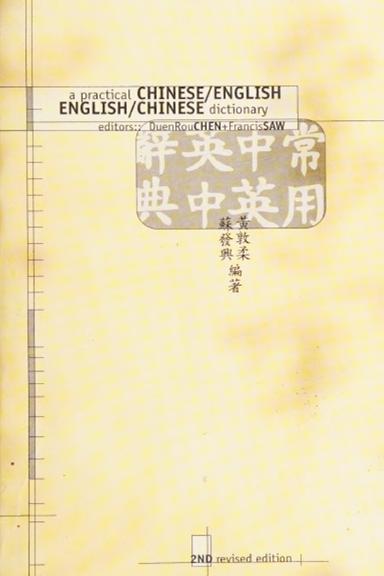 a practical CHINESE/ENGLISH
ENGLISH/CHINESE dictionary
editors:: DuenRouCHEN+FrancisSAW
常用
中英
英中
辭典
黃敦柔
蘇發興
編著
2ND revised edition